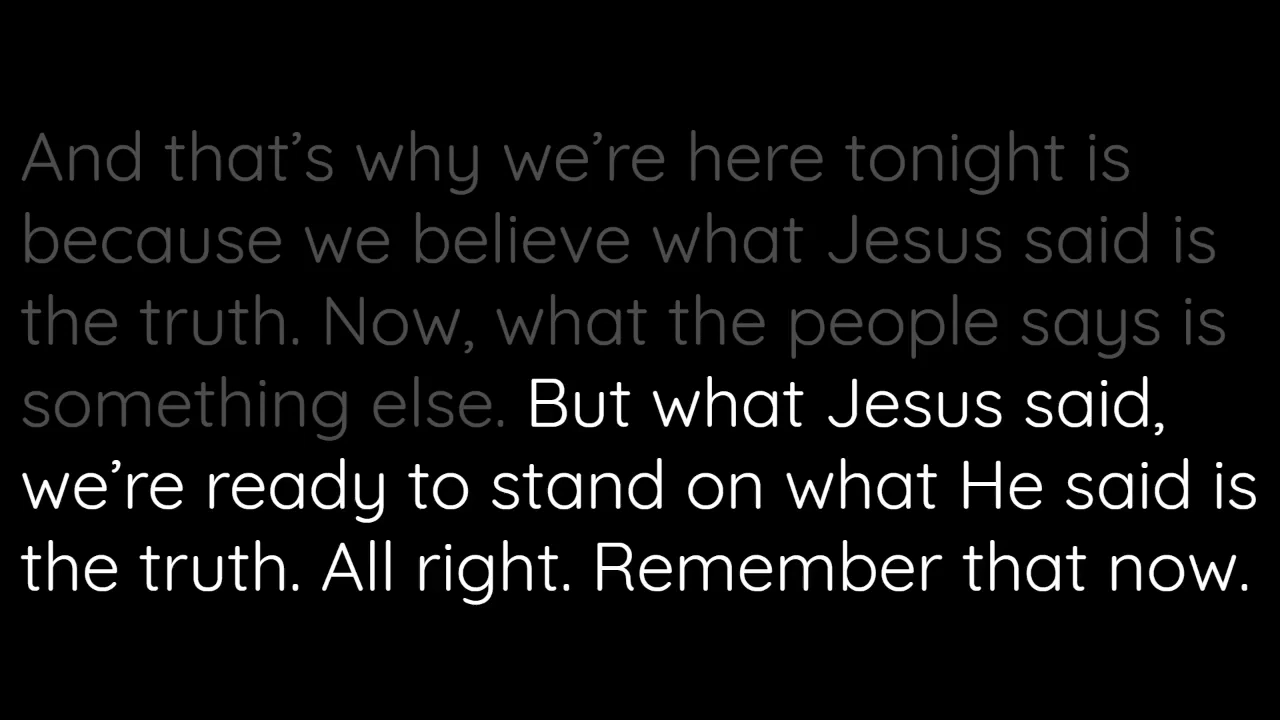 And that’s why we’re here tonight is
because we believe what Jesus said is
the truth. Now, what the people says is
something else. But what Jesus said,
we’re ready to stand on what He said is
the truth. All right. Remember that now.